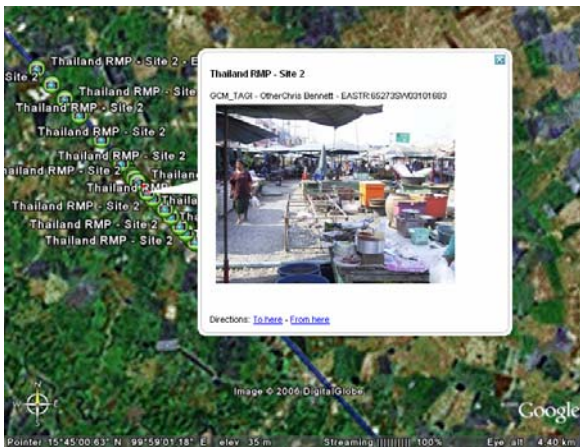 Thailand RMP - Site 2 - E
Site 2
Thailand RMP - Site
Thailand RMP - Site 2
Thailand RMP - Site 2
Thailand RMP - Site 2
Thailand RMP - Site 2
Thailand RMP
Thailand RMP - Site 2
Thailand RMP - Site 2
Thailand RMP - Site 2
Thailand RMP - Site 2
GCM_TAGI - OtherChris Bennett -
Directions: To here - From here
Image © 2006 DigitalGlobe
N
W
E
S
Google
Pointer 15°45'00.63" N 99°59'01.18" E elev 35 m Streaming |||||||||| 100% Eye alt 4.40 km